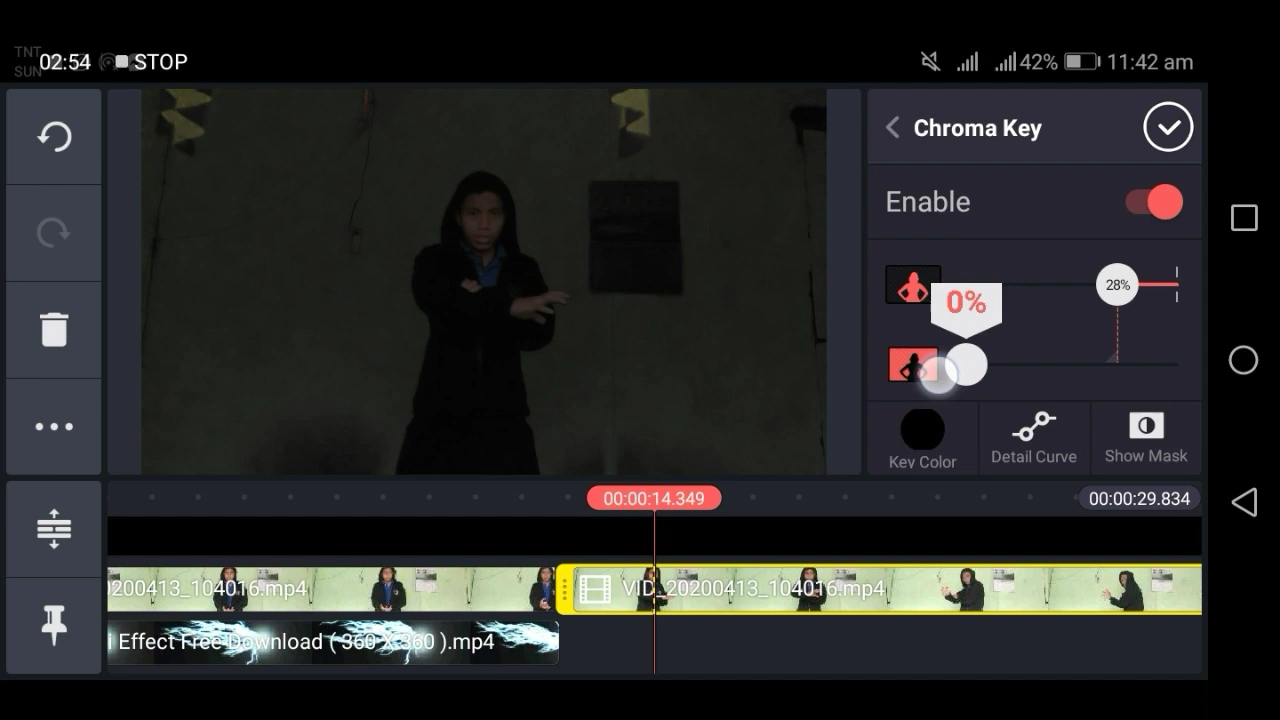 TNT
SUN
02:54 STOP
42% 11:42 am
Chroma Key
Enable
28%
0%
Key Color
Detail Curve
Show Mask
00:00:14.349
00:00:29.834
0200413_104016.mp4
VID_20200413_104016.mp4
i Effect Free Download ( 360 X 360 ).mp4